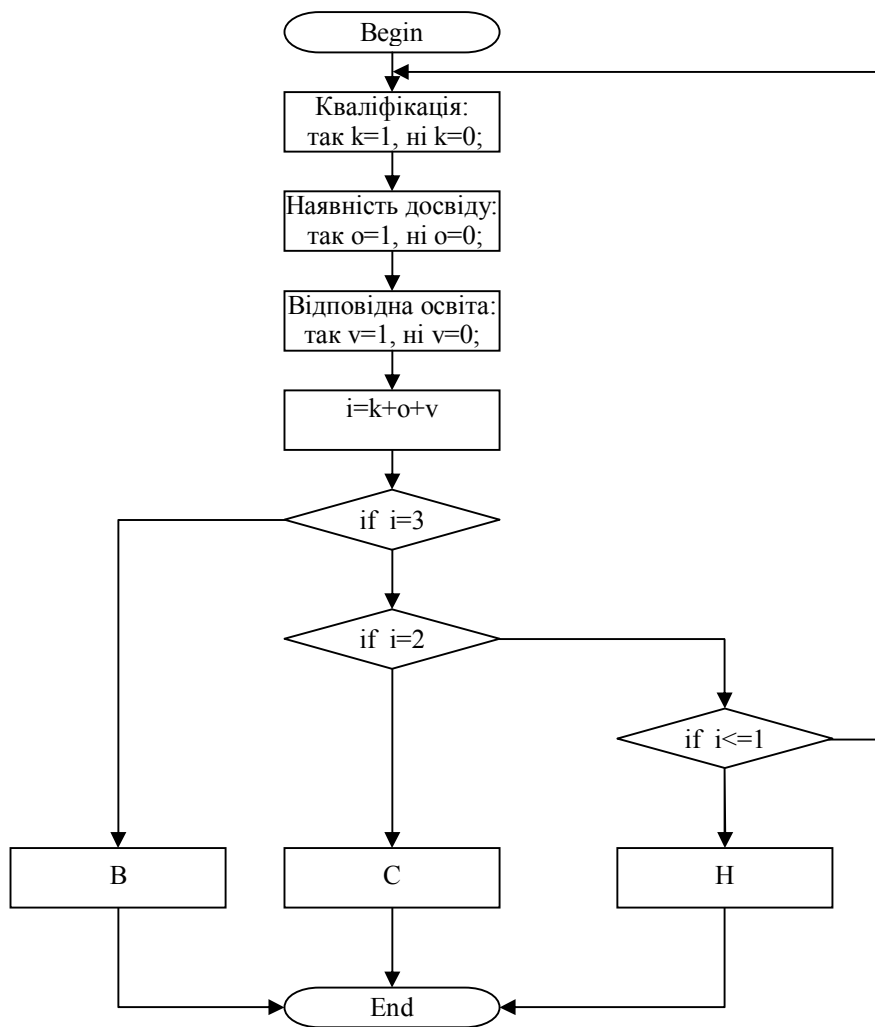 Begin
Кваліфікація:
так k=1, ні k=0;
Наявність досвіду:
так o=1, ні o=0;
Відповідна освіта:
так v=1, ні v=0;
i=k+o+v
if i=3
if i=2
if i<=1
В
С
Н
End